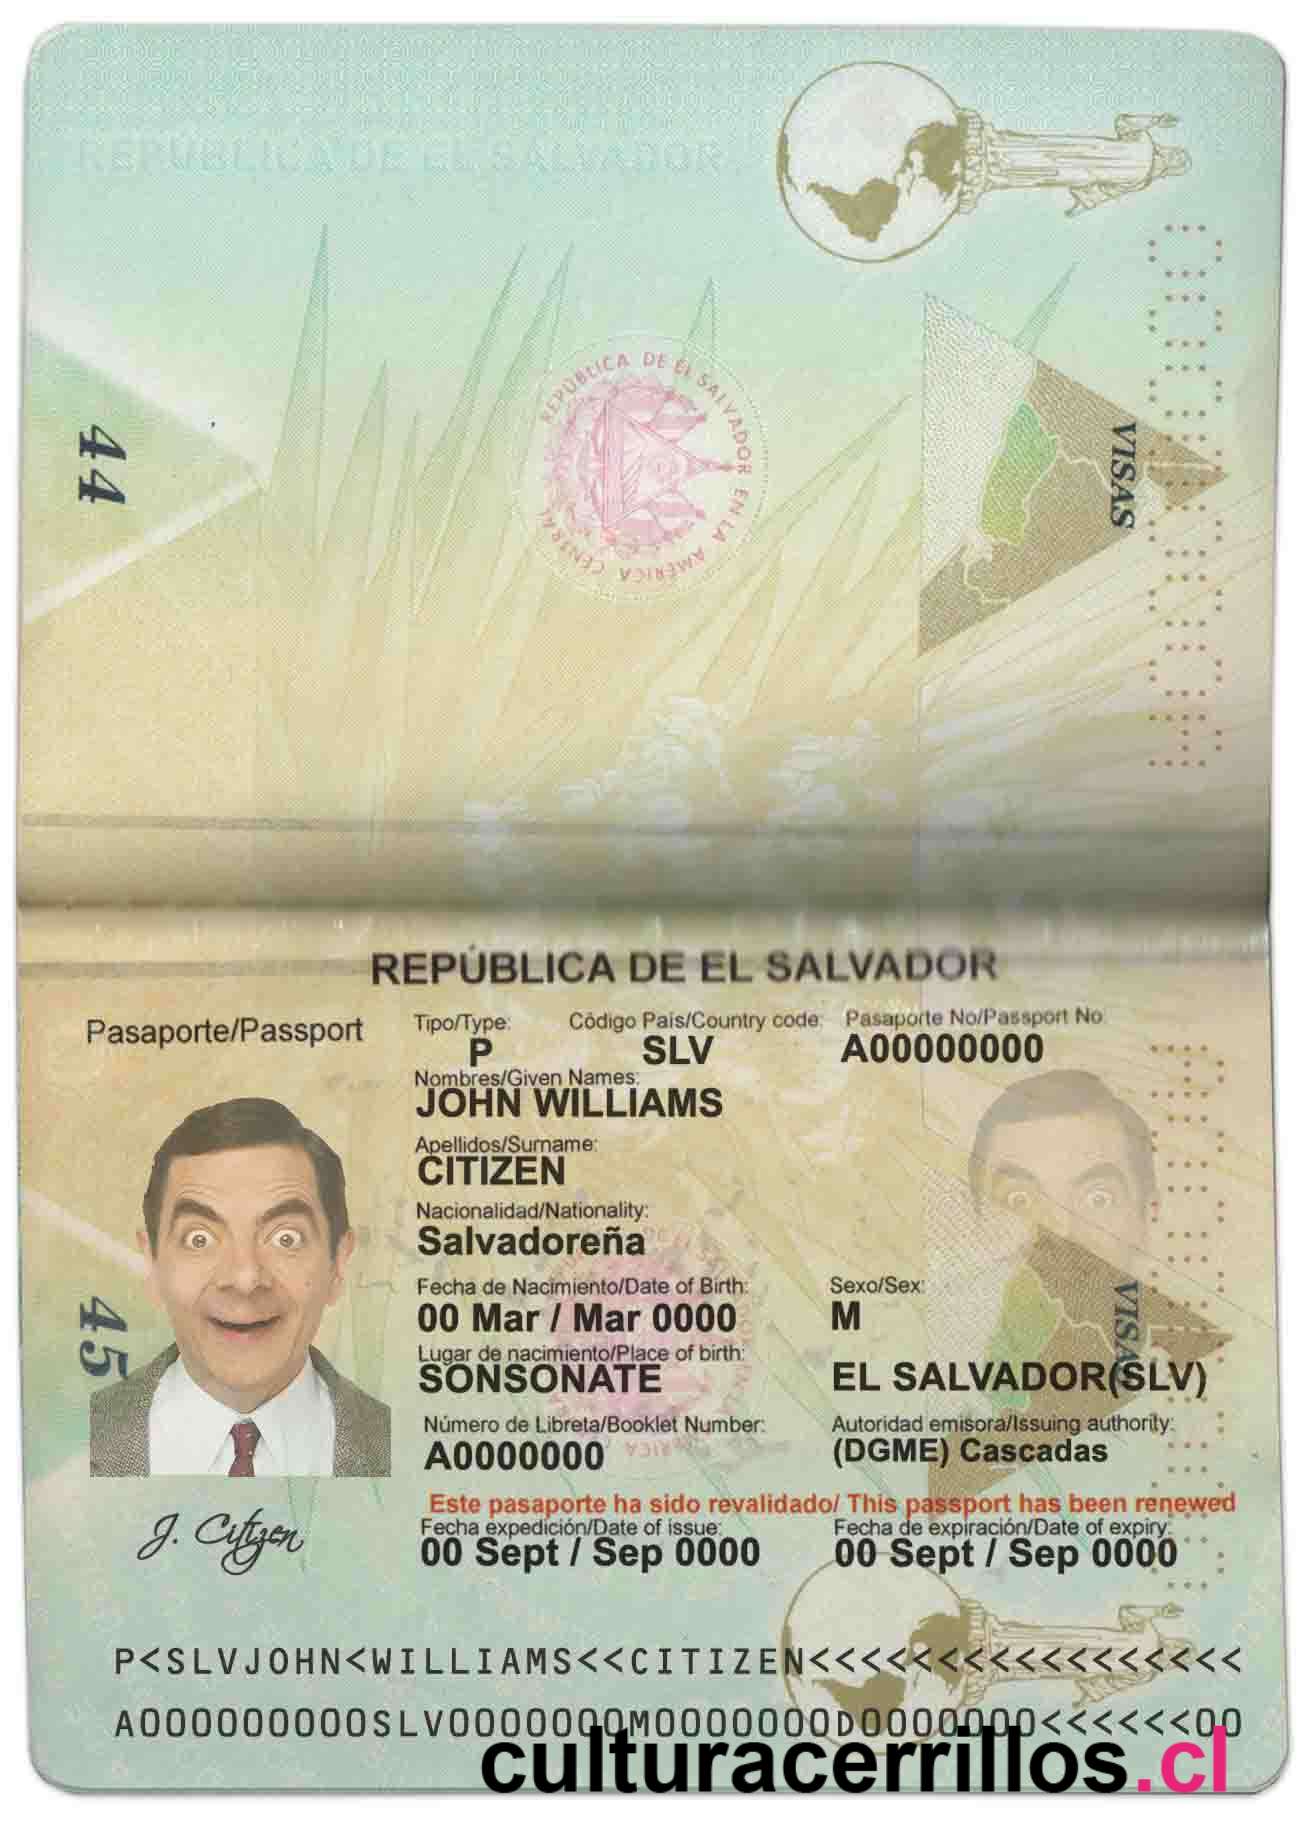 REPÚBLICA DE EL SALVADOR
REPÚBLICA DE EL SALVADOR EN LA AMÉRICA CENTRAL
44
VISAS
REPÚBLICA DE EL SALVADOR
Pasaporte/Passport
Tipo/Type: Código País/Country code: Pasaporte No/Passport No
P SLV A00000000
Nombres/Given Names:
JOHN WILLIAMS
Apellidos/Surname:
CITIZEN
Nacionalidad/Nationality:
Salvadoreña
Fecha de Nacimiento/Date of Birth: Sexo/Sex:
00 Mar / Mar 0000 M
Lugar de nacimiento/Place of birth:
SONSONATE EL SALVADOR(SLV)
45
VISAS
Número de Libreta/Booklet Number: Autoridad emisora/Issuing authority:
A0000000 (DGME) Cascadas
Este pasaporte ha sido revalidado/ This passport has been renewed
Fecha expedición/Date of issue: Fecha de expiración/Date of expiry:
00 Sept / Sep 0000 00 Sept / Sep 0000
J. Citizen
P<SLVJOHN<WILLIAMS<<CITIZEN<<<<<<<<<<<<<<<<<
A000000000SLV0000000M0000000D0000000<<<<<<00
culturacerrillos.cl